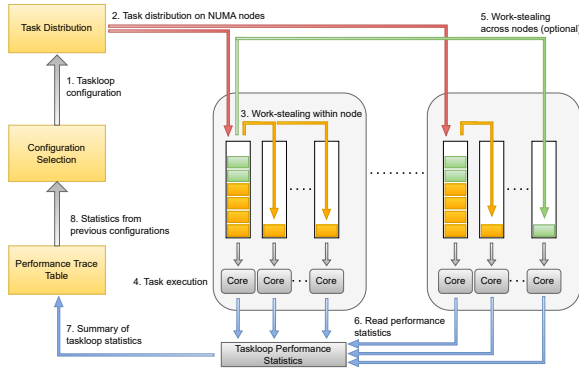 Task Distribution
2. Task distribution on NUMA nodes
5. Work-stealing
across nodes (optional)
1. Taskloop
configuration
3. Work-stealing within node
Configuration
Selection
8. Statistics from
previous configurations
Performance Trace
Table
4. Task execution
Core
Core
Core
Core
Core
Core
7. Summary of
taskloop statistics
6. Read performance
statistics
Taskloop Performance
Statistics